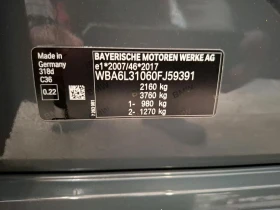 Made in
Germany
318d
C36
0.22
BAYERISCHE MOTOREN WERKE AG
e1*2007/46*2017
WBA6L31060FJ59391
2160 kg
3760 kg
1- 980 kg
2- 1270 kg